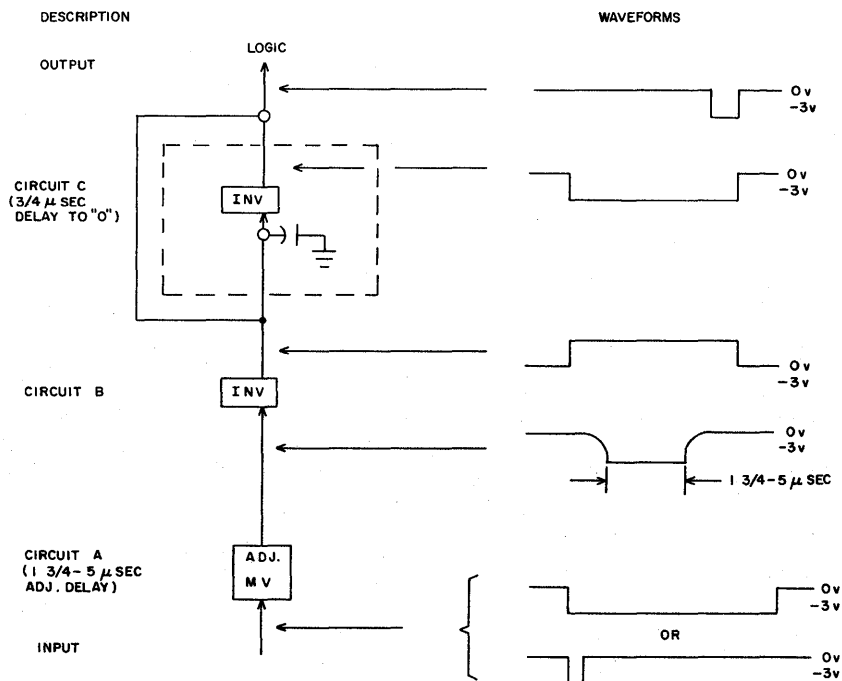 DESCRIPTION
WAVEFORMS
LOGIC
OUTPUT
0v
-3v
CIRCUIT C
(3/4 μ SEC
DELAY TO "0")
INV
0v
-3v
0v
-3v
CIRCUIT B
INV
0v
-3v
1 3/4-5 μ SEC
CIRCUIT A
(1 3/4-5 μ SEC
ADJ. DELAY)
ADJ.
MV
0v
-3v
OR
INPUT
0v
-3v